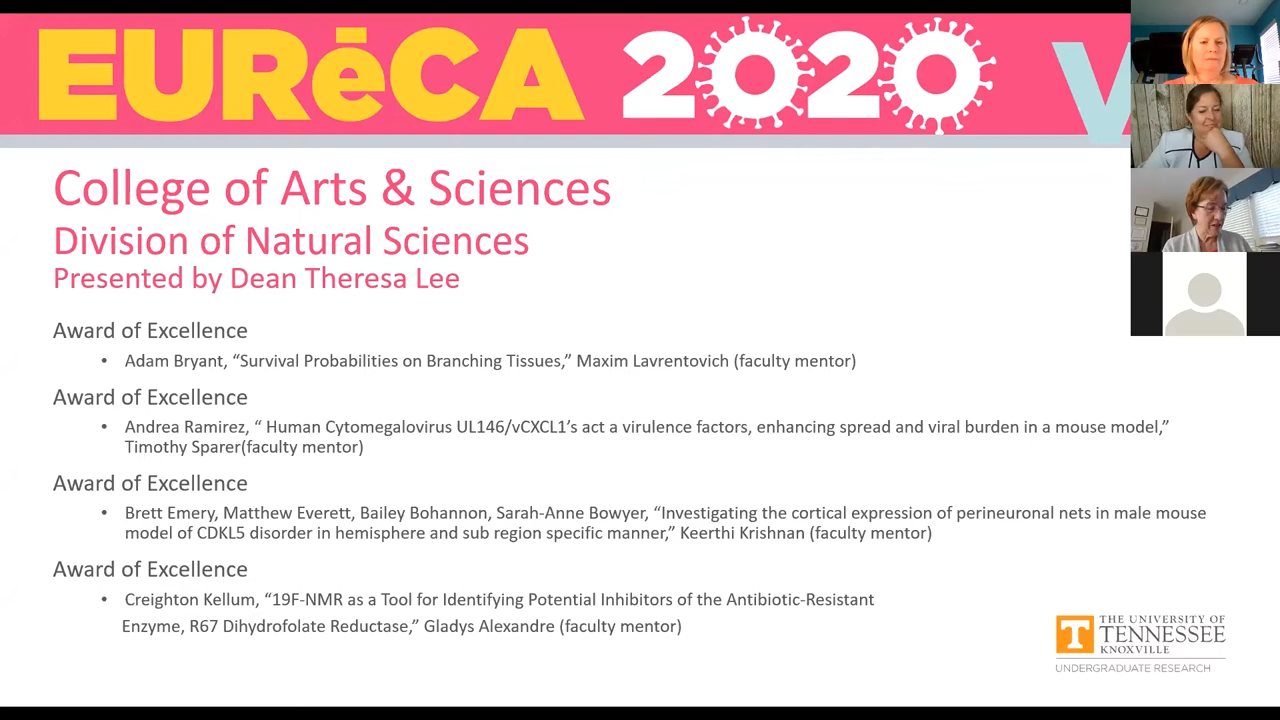 EURēCA 2020 V
College of Arts & Sciences
Division of Natural Sciences
Presented by Dean Theresa Lee
Award of Excellence
• Adam Bryant, “Survival Probabilities on Branching Tissues,” Maxim Lavrentovich (faculty mentor)
Award of Excellence
• Andrea Ramirez, “ Human Cytomegalovirus UL146/vCXCL1’s act a virulence factors, enhancing spread and viral burden in a mouse model,”
Timothy Sparer(faculty mentor)
Award of Excellence
• Brett Emery, Matthew Everett, Bailey Bohannon, Sarah-Anne Bowyer, “Investigating the cortical expression of perineuronal nets in male mouse
model of CDKL5 disorder in hemisphere and sub region specific manner,” Keerthi Krishnan (faculty mentor)
Award of Excellence
• Creighton Kellum, “19F-NMR as a Tool for Identifying Potential Inhibitors of the Antibiotic-Resistant
Enzyme, R67 Dihydrofolate Reductase,” Gladys Alexandre (faculty mentor)
T
THE UNIVERSITY OF
TENNESSEE
KNOXVILLE
UNDERGRADUATE RESEARCH